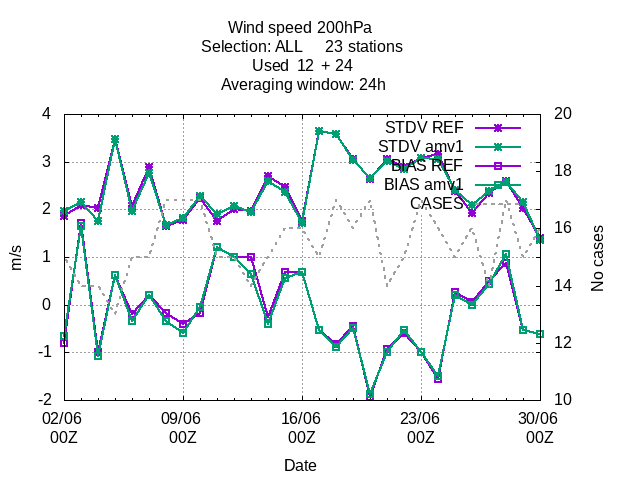 Wind speed 200hPa
Selection: ALL 23 stations
Used 12 + 24
Averaging window: 24h
4
3
2
1
0
-1
-2
m/s
20
18
16
14
12
10
No cases
STDV REF
STDV amv1
BIAS REF
BIAS amv1
CASES
02/06 09/06 16/06 23/06 30/06
00Z 00Z 00Z 00Z 00Z
Date